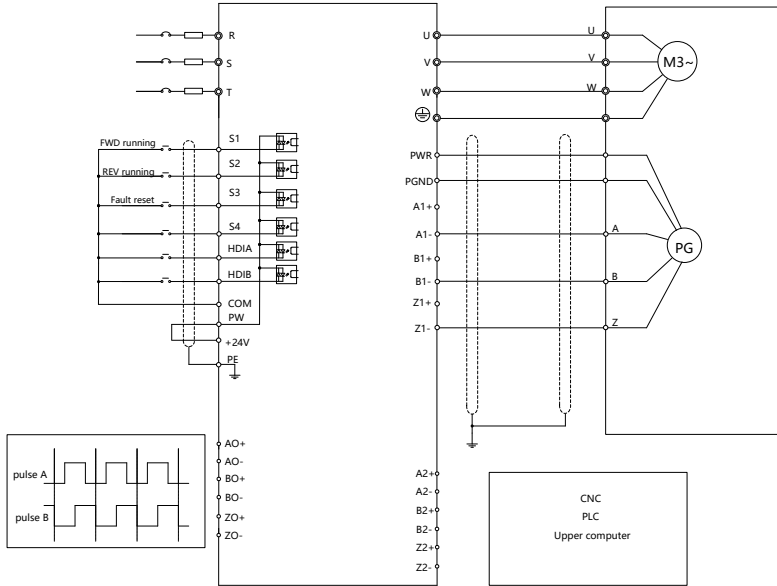 R
S
T
FWD running
S1
REV running
S2
Fault reset
S3
S4
HDIA
HDIB
COM
PW
+24V
PE
AO+
AO-
BO+
BO-
ZO+
ZO-
pulse A
pulse B
U
V
W
PWR
PGND
A1+
A1-
B1+
B1-
Z1+
Z1-
A2+
A2-
B2+
B2-
Z2+
Z2-
U
V
W
M3~
A
B
Z
PG
CNC
PLC
Upper computer